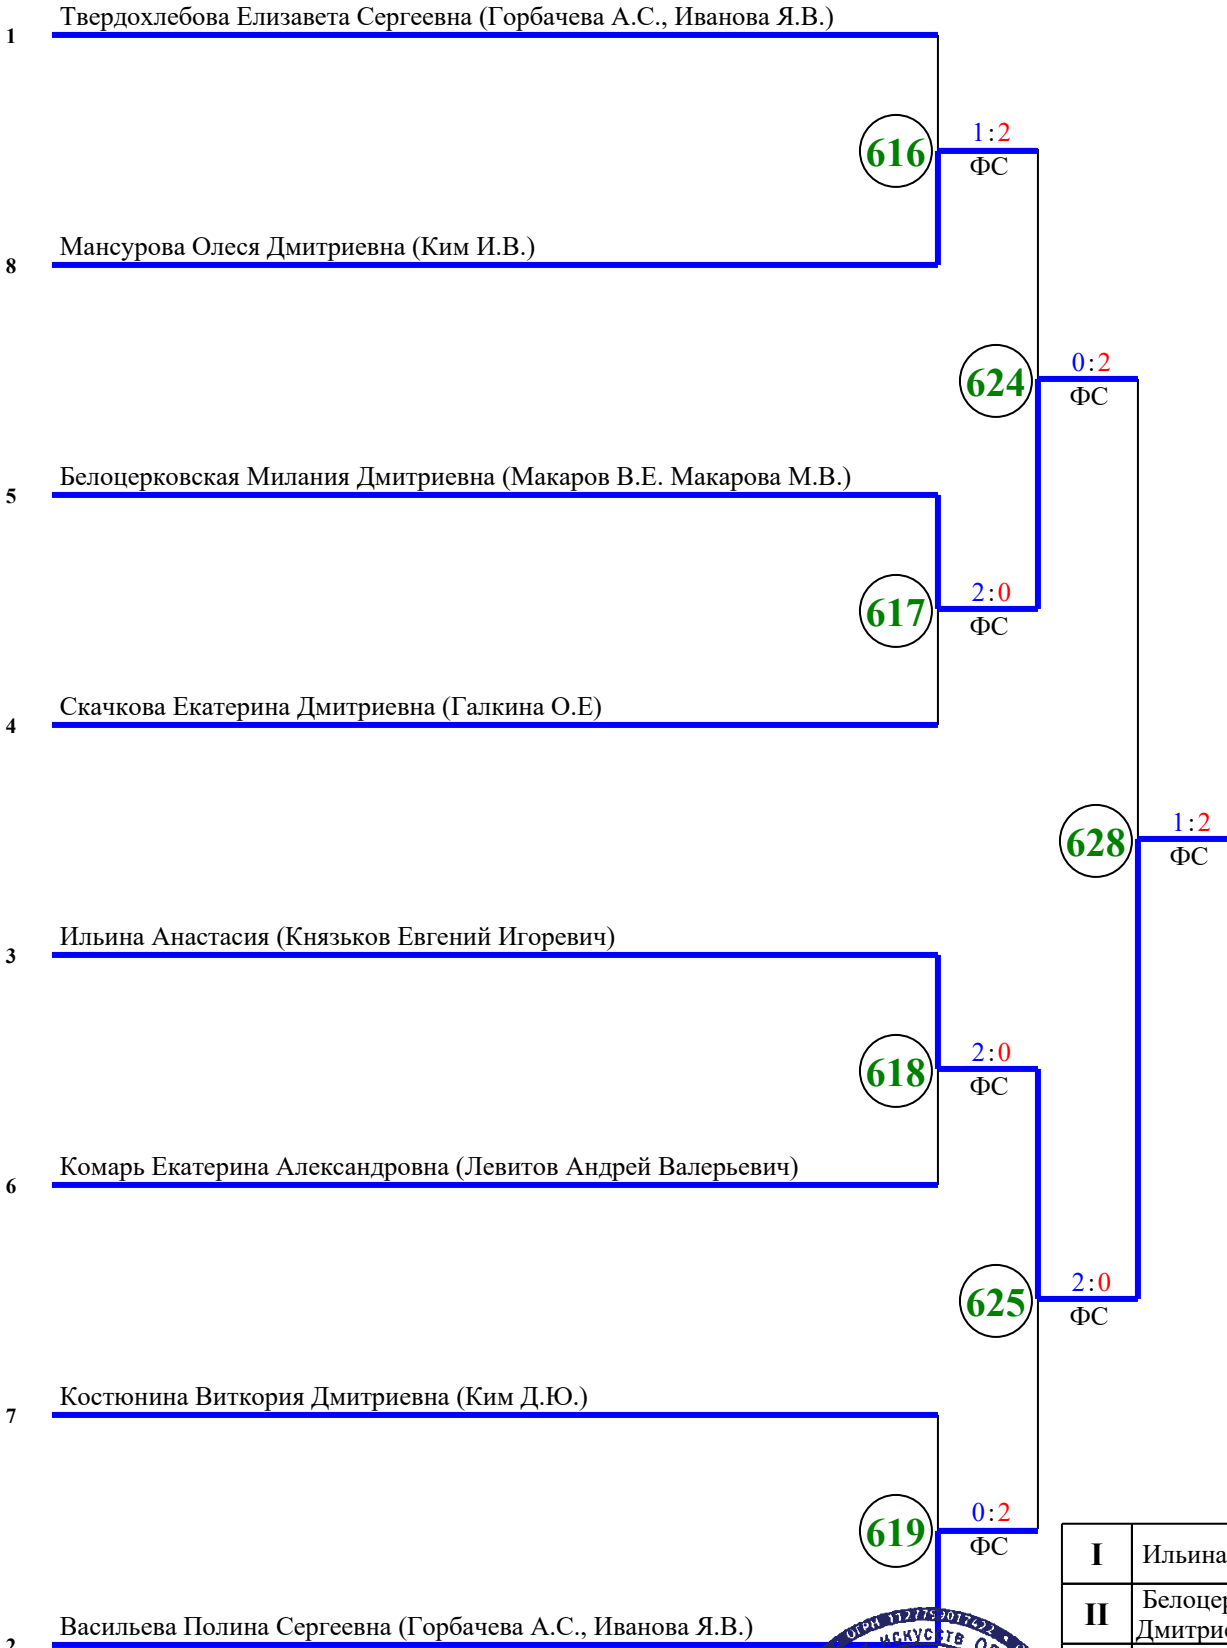 Твердохлебова Елизавета Сергеевна (Горбачева А.С., Иванова Я.В.)
1
616
1:2
ФС
Мансурова Олеся Дмитриевна (Ким И.В.)
8
624
0:2
ФС
Белоцерковская Милания Дмитриевна (Макаров В.Е. Макарова М.В.)
5
617
2:0
ФС
Скачкова Екатерина Дмитриевна (Галкина О.Е)
4
628
1:2
ФС
Ильина Анастасия (Князьков Евгений Игоревич)
3
618
2:0
ФС
Комарь Екатерина Александровна (Левитов Андрей Валерьевич)
6
625
2:0
ФС
Костюнина Виткория Дмитриевна (Ким Д.Ю.)
7
619
0:2
ФС
I Ильина
II Белоцер
Дмитрие
Васильева Полина Сергеевна (Горбачева А.С., Иванова Я.В.)
2
ОГРН
ИСКУССТВ